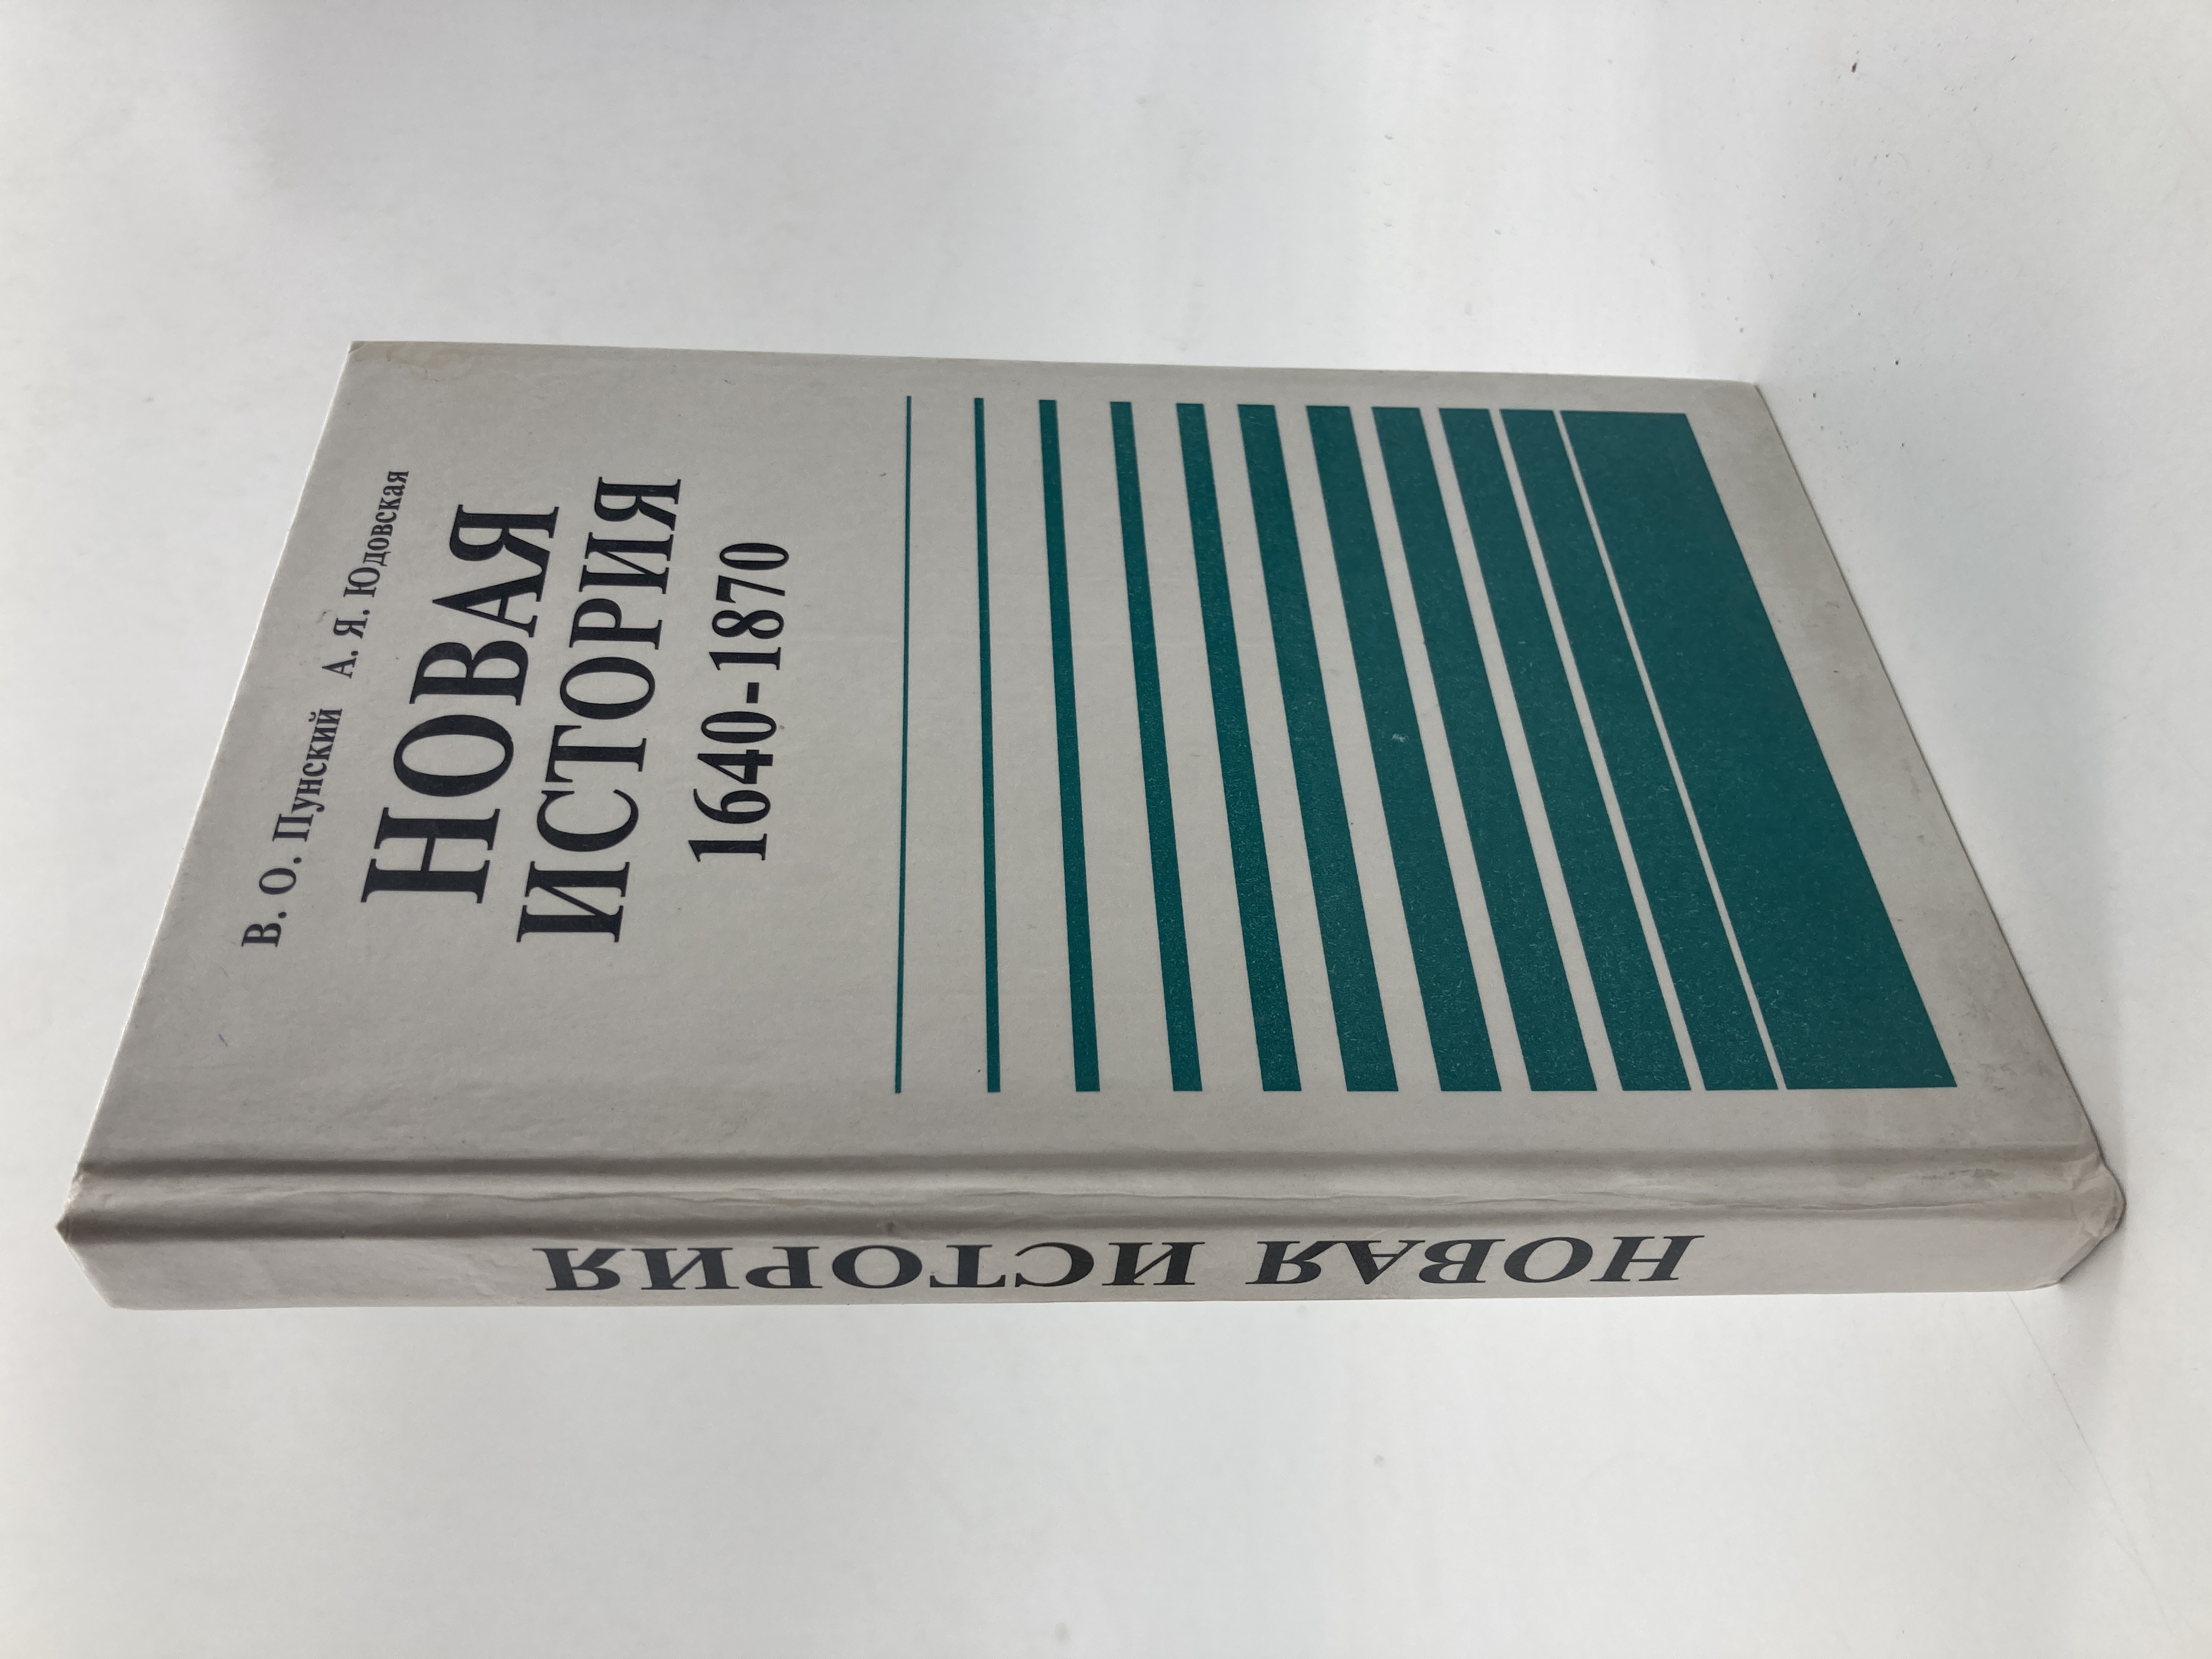 В. О. Пунский А. Я. Юдовская
НОВАЯ
ИСТОРИЯ
1640-1870
НОВАЯ ИСТОРИЯ